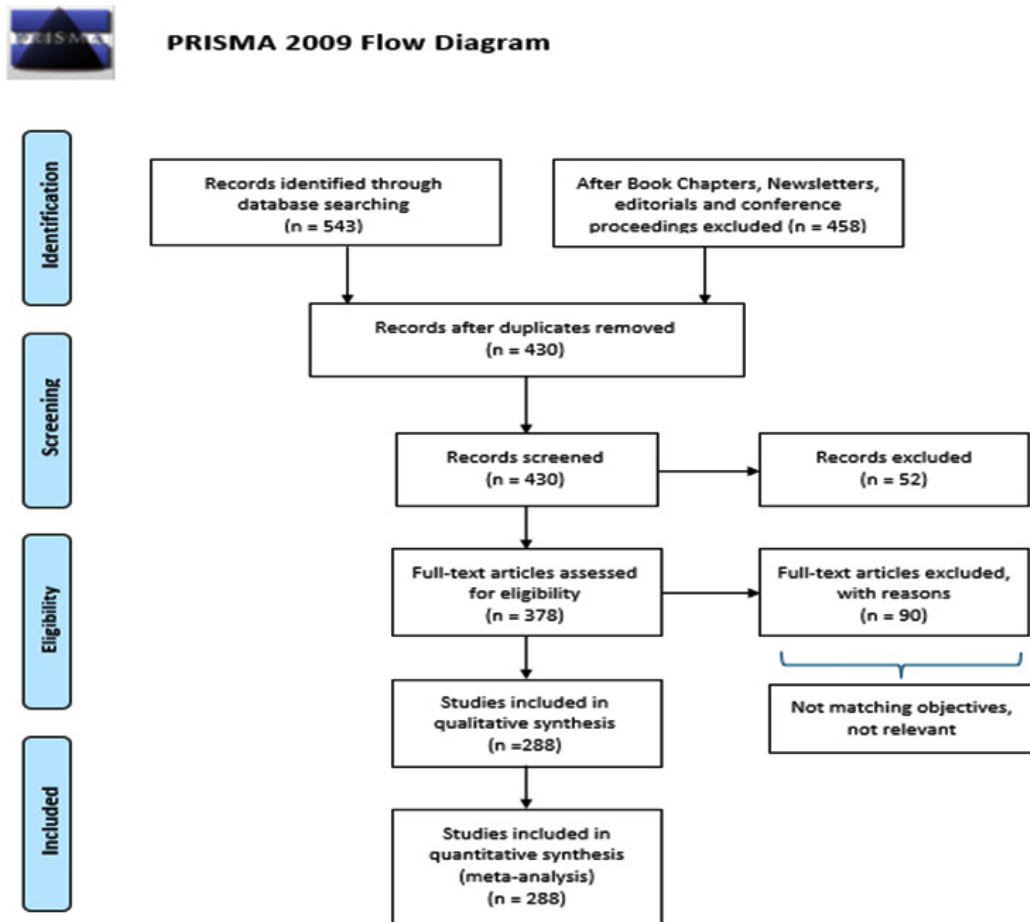 PRISMA
PRISMA 2009 Flow Diagram
Identification
Records identified through
database searching
(n = 543)
After Book Chapters, Newsletters,
editorials and conference
proceedings excluded (n = 458)
Records after duplicates removed
(n = 430)
Screening
Records screened
(n = 430)
Records excluded
(n = 52)
Eligibility
Full-text articles assessed
for eligibility
(n = 378)
Full-text articles excluded,
with reasons
(n = 90)
Not matching objectives,
not relevant
Studies included in
qualitative synthesis
(n =288)
Included
Studies included in
quantitative synthesis
(meta-analysis)
(n = 288)